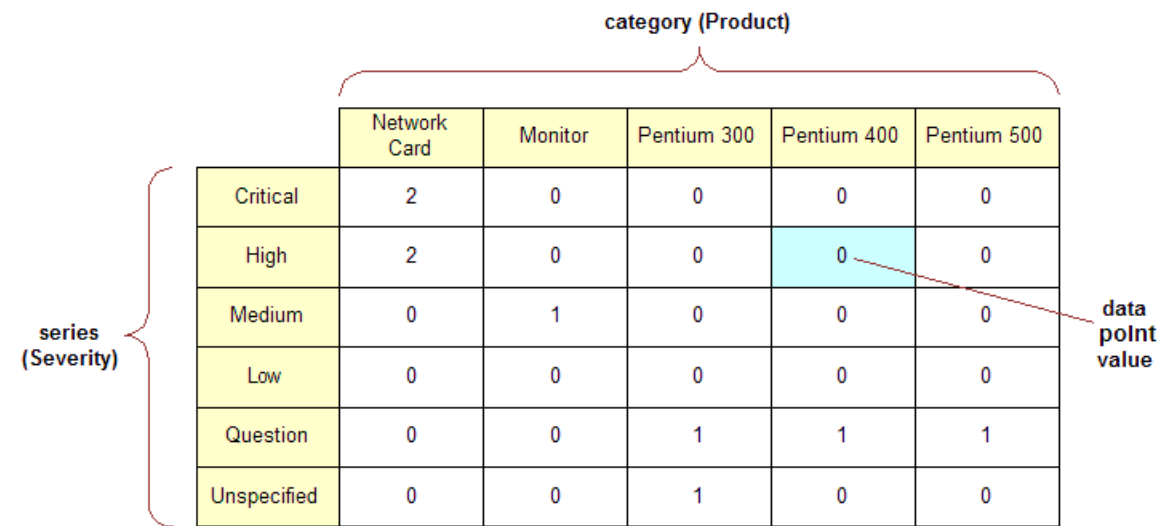 category (Product)
Network Card Monitor Pentium 300 Pentium 400 Pentium 500
Critical 2 0 0 0 0
High 2 0 0 0 0
Medium 0 1 0 0 0
Low 0 0 0 0 0
Question 0 0 1 1 1
Unspecified 0 0 1 0 0
series
(Severity)
data
poInt
value